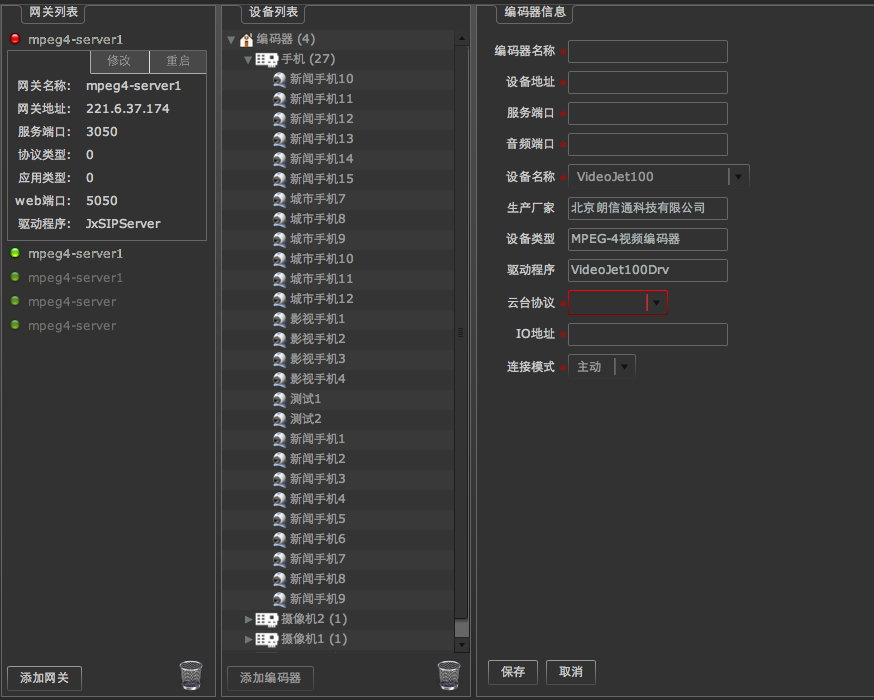 网关列表
mpeg4-server1
修改 重启
网关名称: mpeg4-server1
网关地址: 221.6.37.174
服务端口: 3050
协议类型: 0
应用类型: 0
web端口: 5050
驱动程序: JxSIPServer
mpeg4-server1
mpeg4-server1
mpeg4-server
mpeg4-server
添加网关
设备列表
编码器 (4)
手机 (27)
新闻手机10
新闻手机11
新闻手机12
新闻手机13
新闻手机14
新闻手机15
城市手机7
城市手机8
城市手机9
城市手机10
城市手机11
城市手机12
影视手机1
影视手机2
影视手机3
影视手机4
测试1
测试2
新闻手机1
新闻手机2
新闻手机3
新闻手机4
新闻手机5
新闻手机6
新闻手机7
新闻手机8
新闻手机9
摄像机2 (1)
摄像机1 (1)
添加编码器
编码器信息
编码器名称
设备地址
服务端口
音频端口
设备名称 VideoJet100
生产厂家 北京朗信通科技有限公司
设备类型 MPEG-4视频编码器
驱动程序 VideoJet100Drv
云台协议
IO地址
连接模式 主动
保存 取消